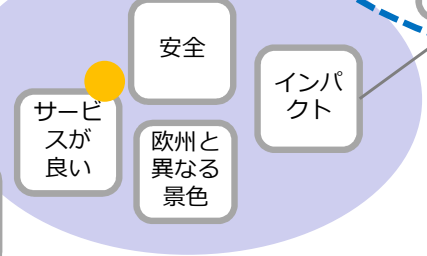 安全
インパ
クト
サービ
スが
良い
欧州と
異なる
景色